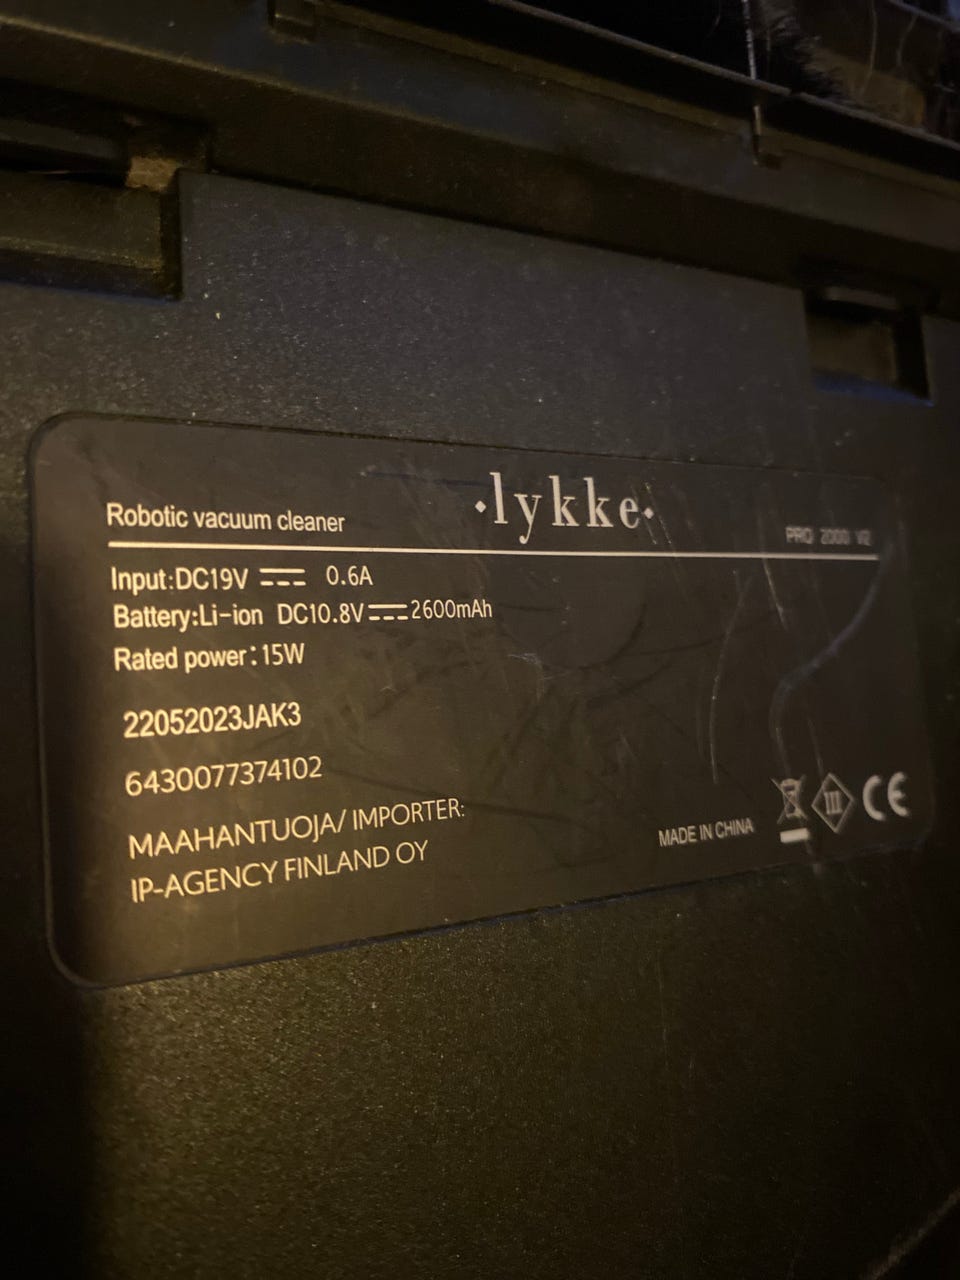 ·lykke·
Robotic vacuum cleaner
PRO 2000 V2
Input:DC19V ⎓ 0.6A
Battery:Li-ion DC10.8V⎓2600mAh
Rated power:15W
22052023JAK3
6430077374102
MAAHANTUOJA/ IMPORTER:
IP-AGENCY FINLAND OY
MADE IN CHINA
III
CE